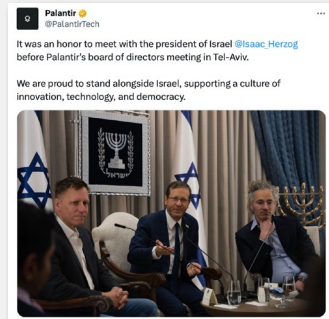 Palantir
@PalantirTech
It was an honor to meet with the president of Israel @Isaac_Herzog
before Palantir's board of directors meeting in Tel-Aviv.
We are proud to stand alongside Israel, supporting a culture of
innovation, technology, and democracy.
ישראל